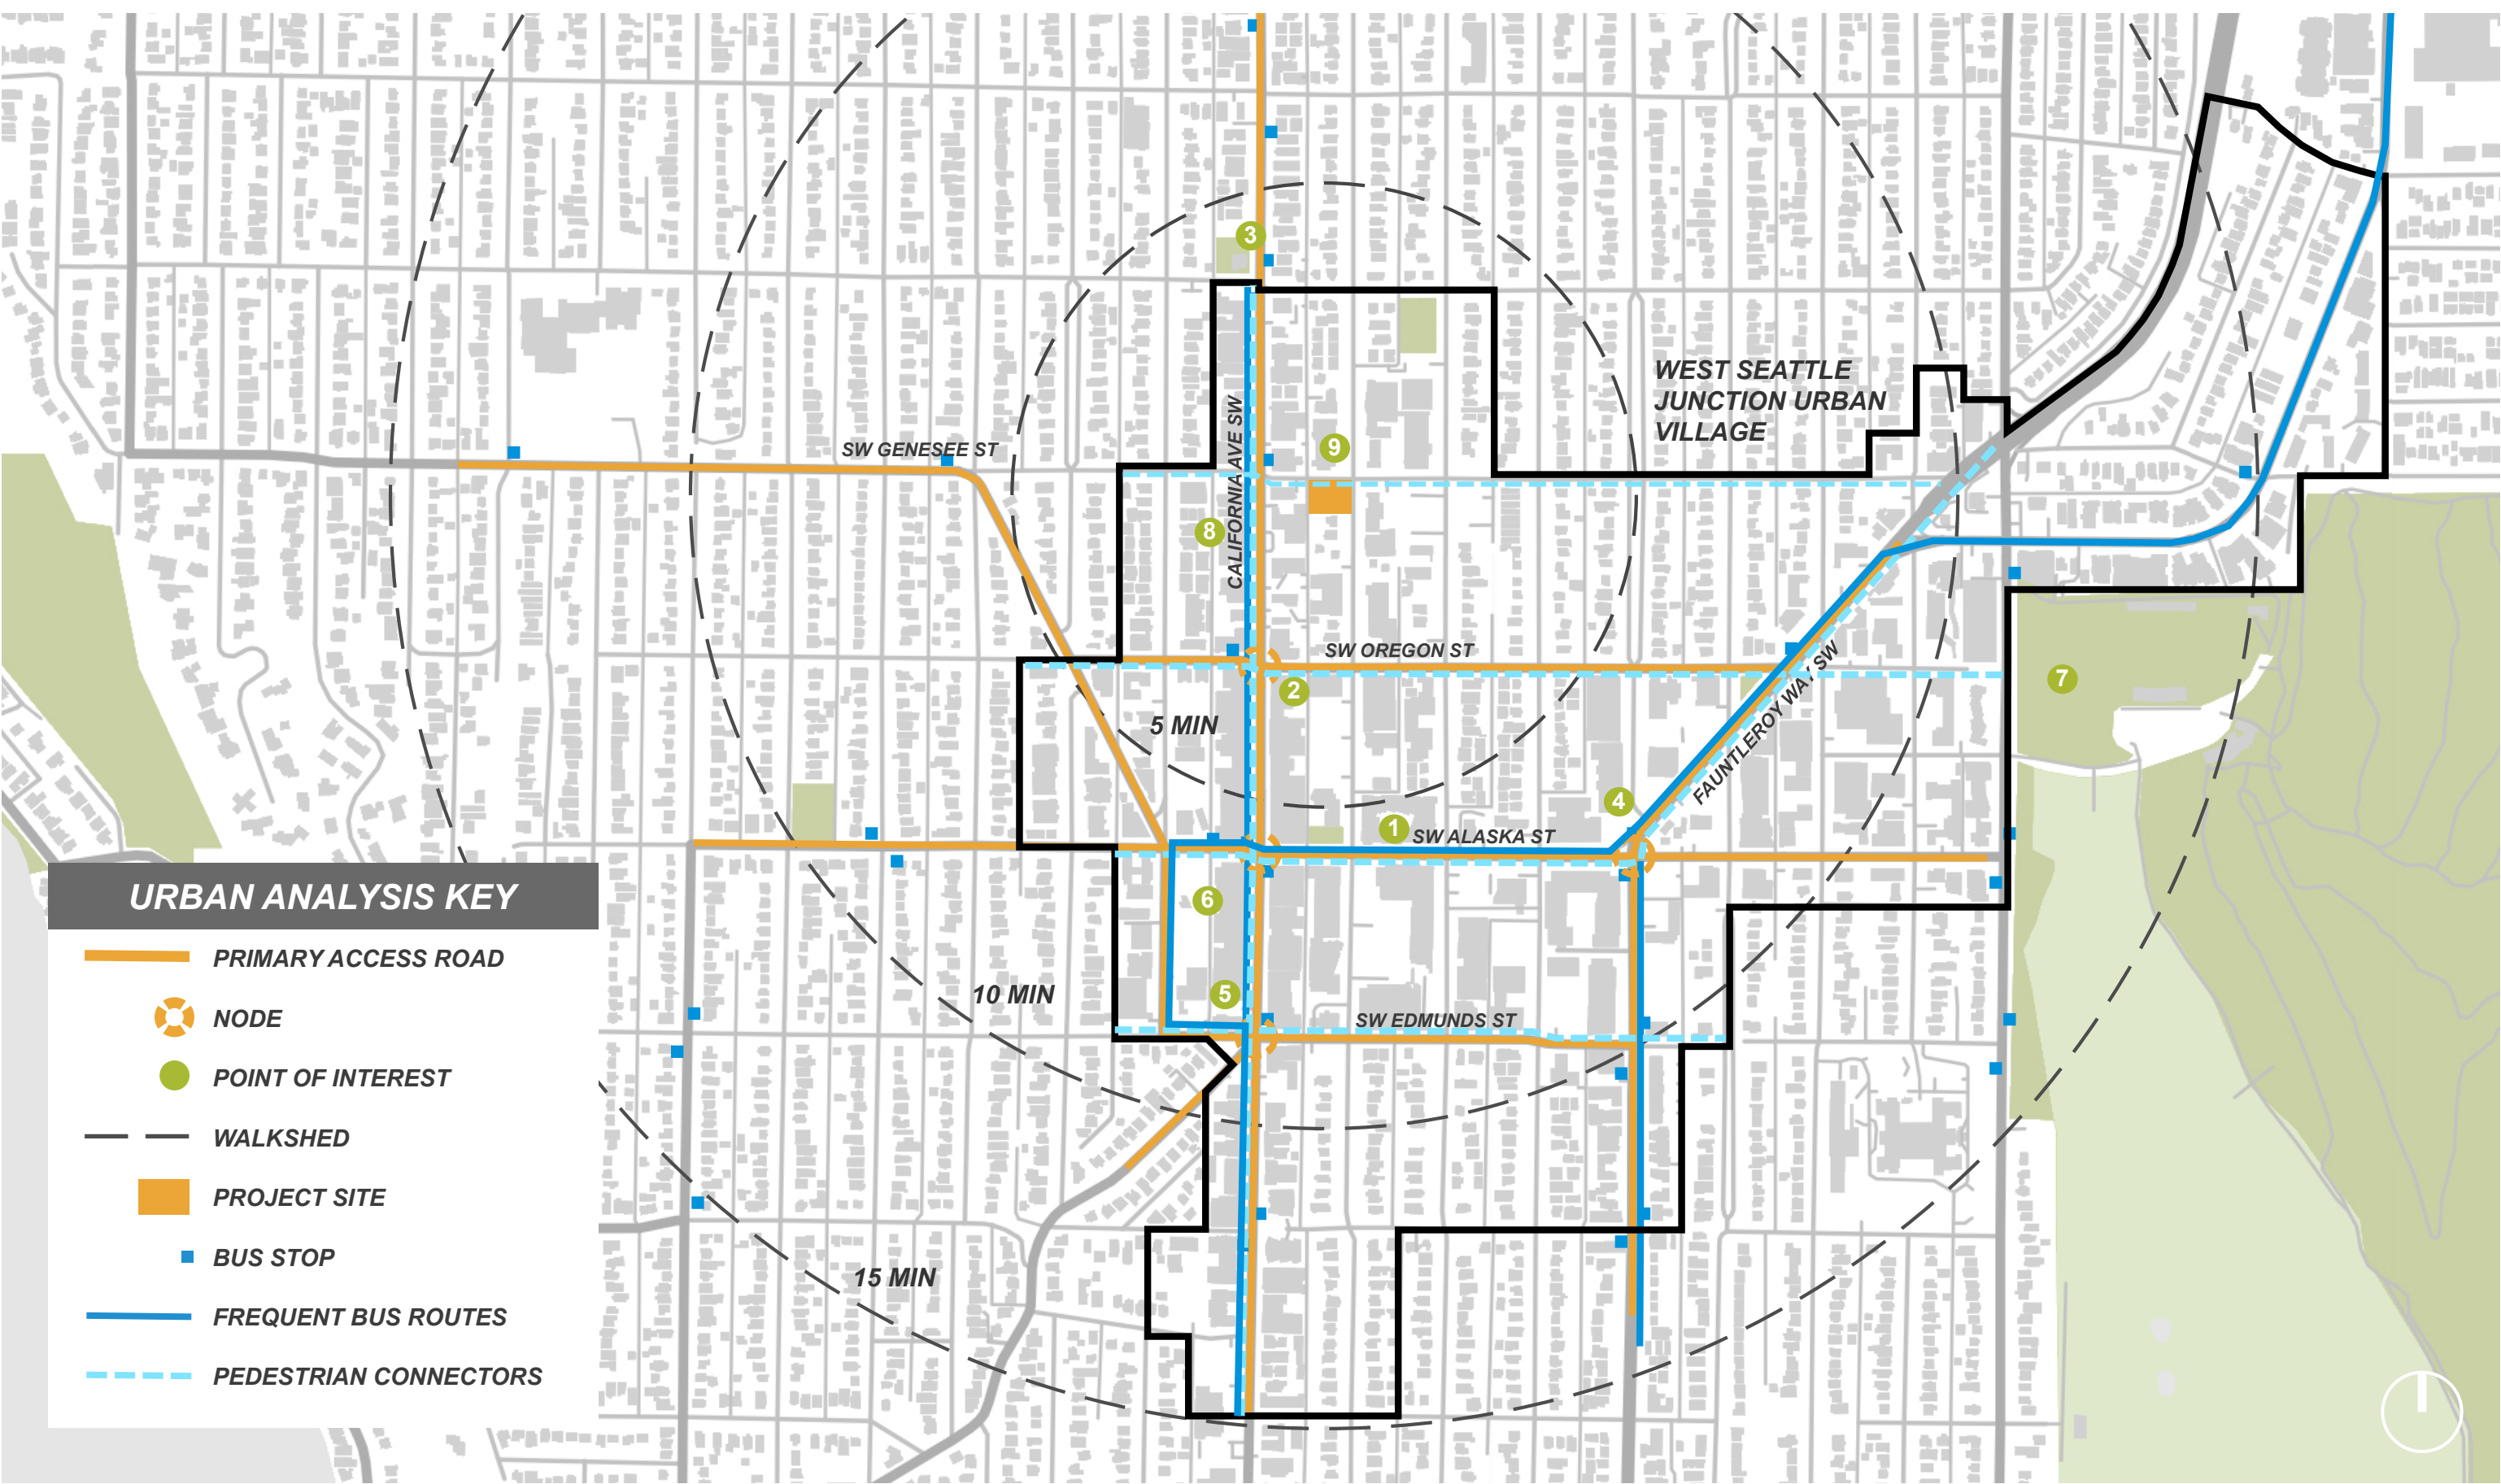 3
WEST SEATTLE
JUNCTION URBAN
VILLAGE
CALIFORNIA AVE SW
SW GENESEE ST
9
8
SW OREGON ST
2
7
5 MIN
FAUNTLEROY WAY SW
4
1
SW ALASKA ST
6
5
10 MIN
SW EDMUNDS ST
15 MIN
URBAN ANALYSIS KEY
PRIMARY ACCESS ROAD
NODE
POINT OF INTEREST
WALKSHED
PROJECT SITE
BUS STOP
FREQUENT BUS ROUTES
PEDESTRIAN CONNECTORS